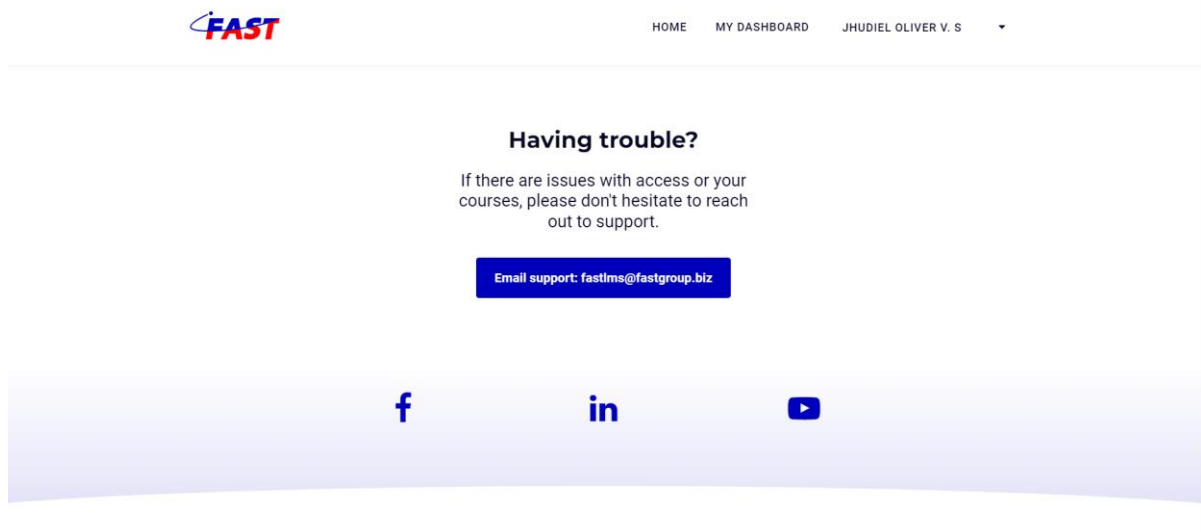 FAST
HOME MY DASHBOARD JHUDIEL OLIVER V. S
Having trouble?
If there are issues with access or your
courses, please don't hesitate to reach
out to support.
Email support: fastlms@fastgroup.biz
f
in